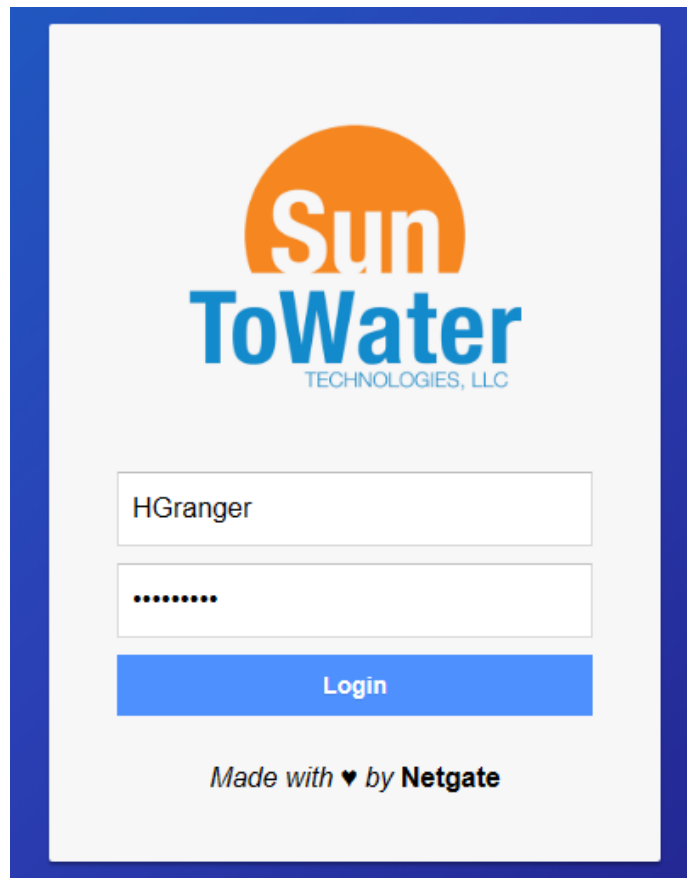 Sun
ToWater
TECHNOLOGIES, LLC
HGranger
•••••••••
Login
Made with ♥ by Netgate